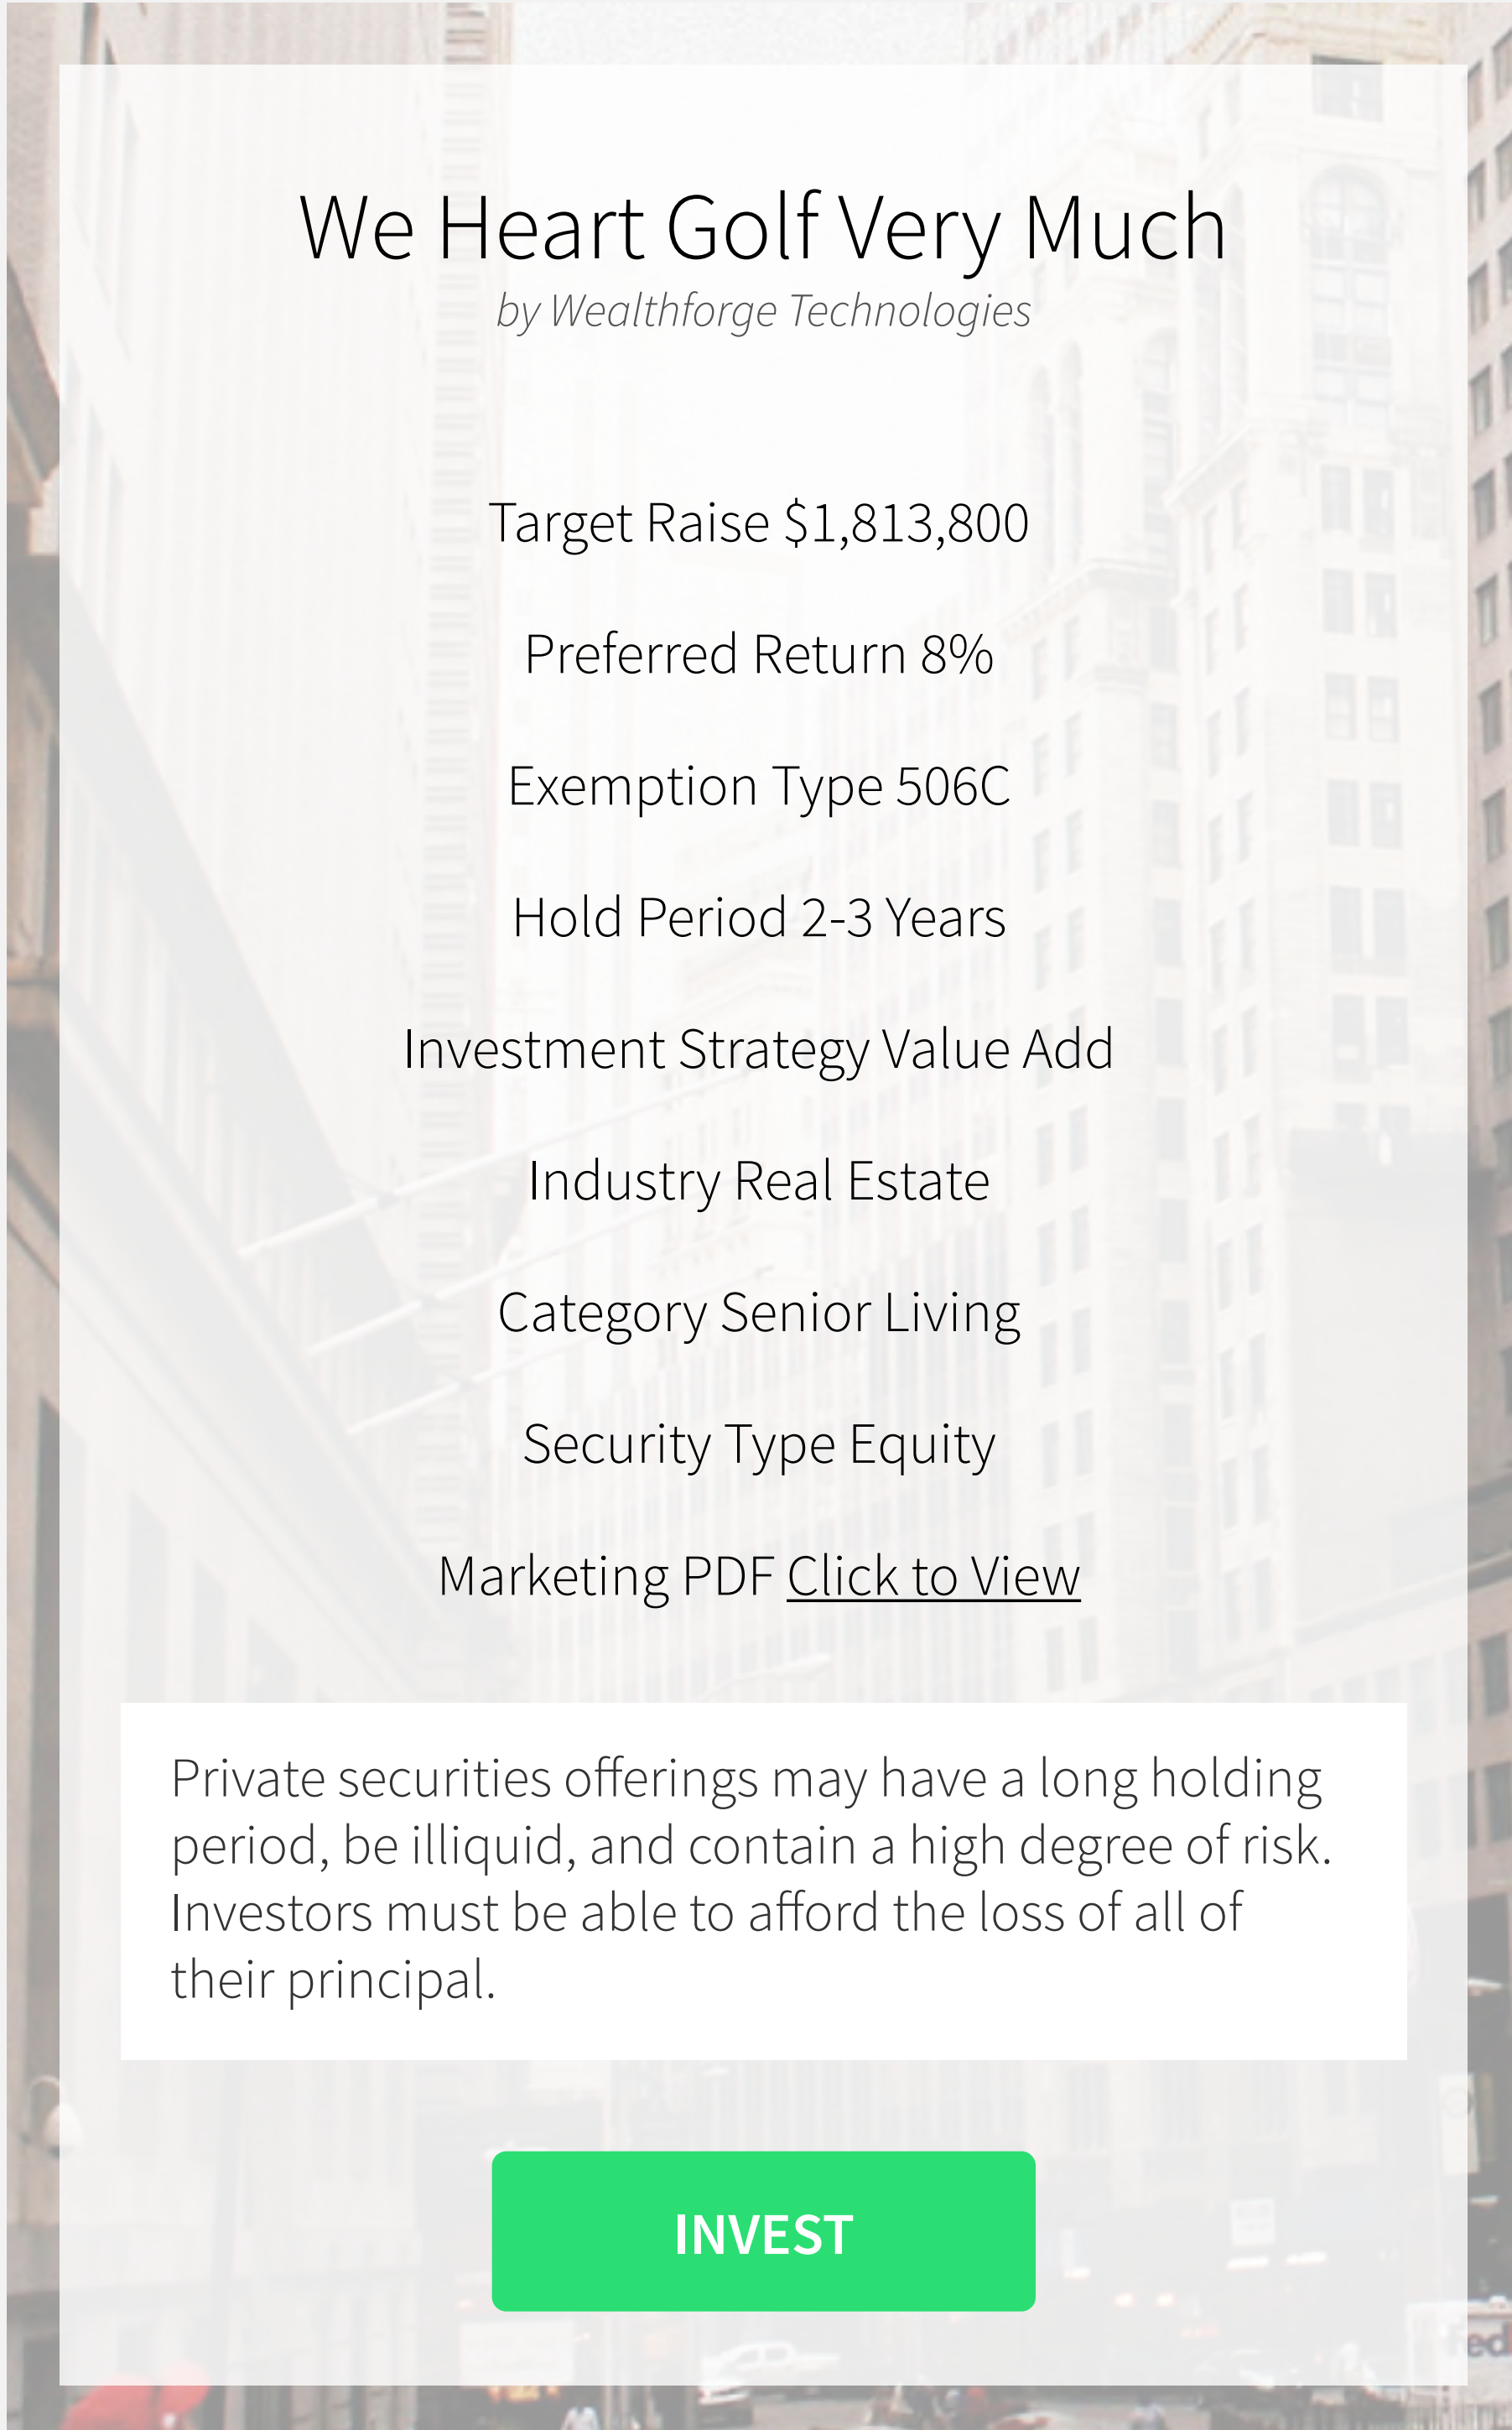 We Heart Golf Very Much
by Wealthforge Technologies
Target Raise $1,813,800
Preferred Return 8%
Exemption Type 506C
Hold Period 2-3 Years
Investment Strategy Value Add
Industry Real Estate
Category Senior Living
Security Type Equity
Marketing PDF Click to View
Private securities offerings may have a long holding
period, be illiquid, and contain a high degree of risk.
Investors must be able to afford the loss of all of
their principal.
INVEST